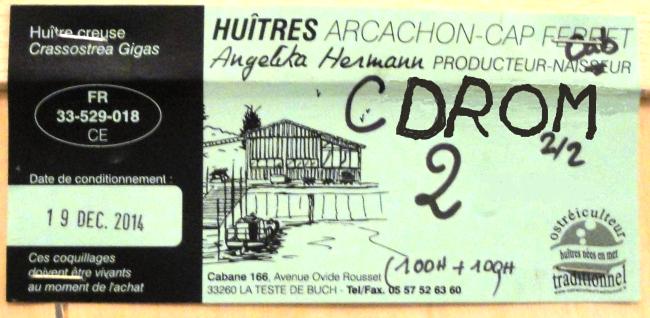 Huître creuse
Crassostrea Gigas
FR
33-529-018
CE
Date de conditionnement :
19 DEC. 2014
Ces coquillages
doivent être vivants
au moment de l'achat
HUÎTRES ARCACHON-CAP FERRET
Cab
Angelika Hermann PRODUCTEUR-NAISSEUR
CDROM
2/2
2
(100H + 100H
Cabane 166, Avenue Ovide Rousset
33260 LA TESTE DE BUCH - Tel/Fax. 05 57 52 63 60
ostréiculteur
huîtres nées en mer
traditionnel